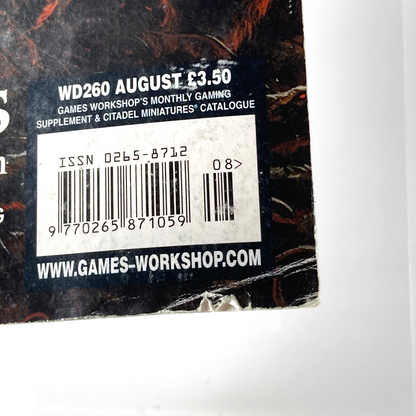 WD260 AUGUST £3.50
GAMES WORKSHOP'S MONTHLY GAMING
SUPPLEMENT & CITADEL MINIATURES® CATALOGUE
S
n
G
ISSN 0265-8712
08>
9 770265 871059
WWW.GAMES-WORKSHOP.COM